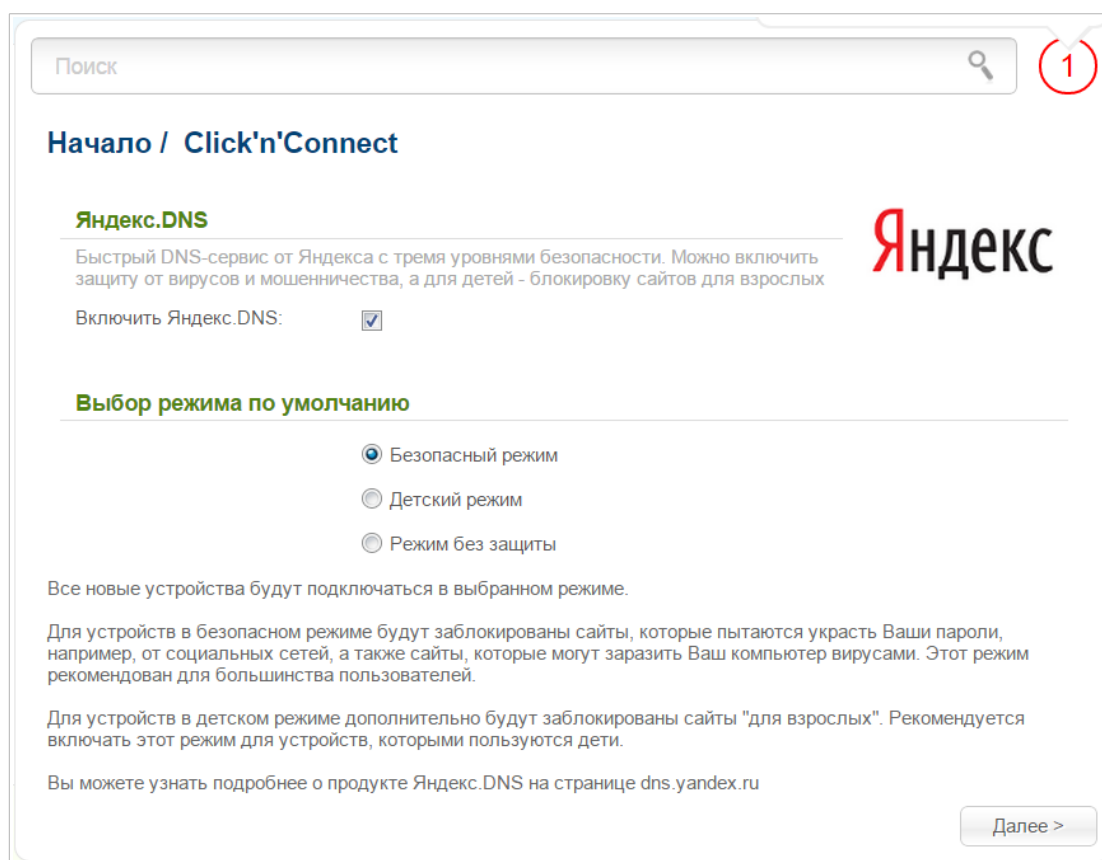 Поиск
1
Начало / Click'n'Connect
Яндекс.DNS
Яндекс
Быстрый DNS-сервис от Яндекса с тремя уровнями безопасности. Можно включить
защиту от вирусов и мошенничества, а для детей - блокировку сайтов для взрослых
Включить Яндекс.DNS:
Выбор режима по умолчанию
Безопасный режим
Детский режим
Режим без защиты
Все новые устройства будут подключаться в выбранном режиме.
Для устройств в безопасном режиме будут заблокированы сайты, которые пытаются украсть Ваши пароли,
например, от социальных сетей, а также сайты, которые могут заразить Ваш компьютер вирусами. Этот режим
рекомендован для большинства пользователей.
Для устройств в детском режиме дополнительно будут заблокированы сайты "для взрослых". Рекомендуется
включать этот режим для устройств, которыми пользуются дети.
Вы можете узнать подробнее о продукте Яндекс.DNS на странице dns.yandex.ru
Далее >